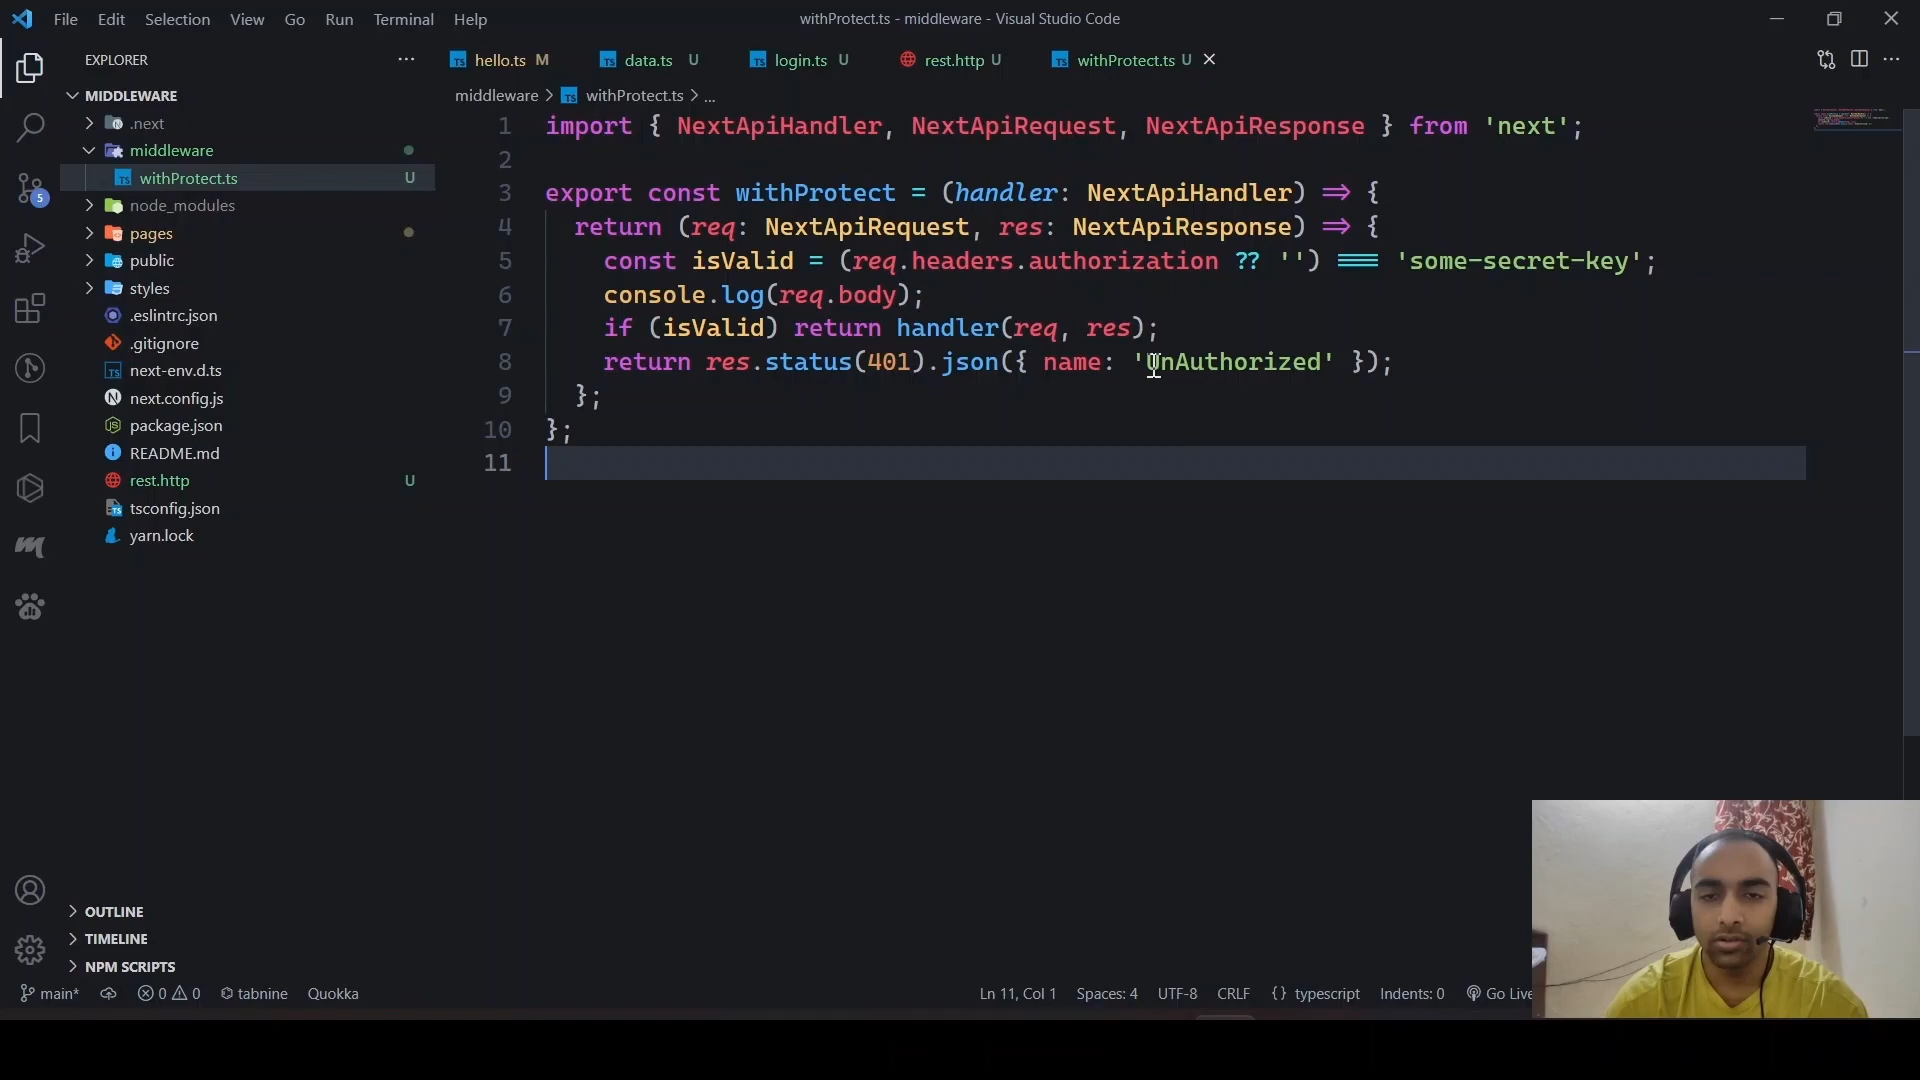 File Edit Selection View Go Run Terminal Help
withProtect.ts - middleware - Visual Studio Code
EXPLORER
hello.ts M
data.ts U
login.ts U
rest.http U
withProtect.ts U
MIDDLEWARE
middleware > withProtect.ts > ...
.next
middleware
withProtect.ts U
node_modules
pages
public
styles
.eslintrc.json
.gitignore
next-env.d.ts
next.config.js
package.json
README.md
rest.http U
tsconfig.json
yarn.lock
5
1 import { NextApiHandler, NextApiRequest, NextApiResponse } from 'next';
2
3 export const withProtect = (handler: NextApiHandler) => {
4 return (req: NextApiRequest, res: NextApiResponse) => {
5 const isValid = (req.headers.authorization ?? '') === 'some-secret-key';
6 console.log(req.body);
7 if (isValid) return handler(req, res);
8 return res.status(401).json({ name: 'UnAuthorized' });
9 };
10 };
11
OUTLINE
TIMELINE
NPM SCRIPTS
main* 0 0 tabnine Quokka
Ln 11, Col 1 Spaces: 4 UTF-8 CRLF {} typescript Indents: 0 Go Live